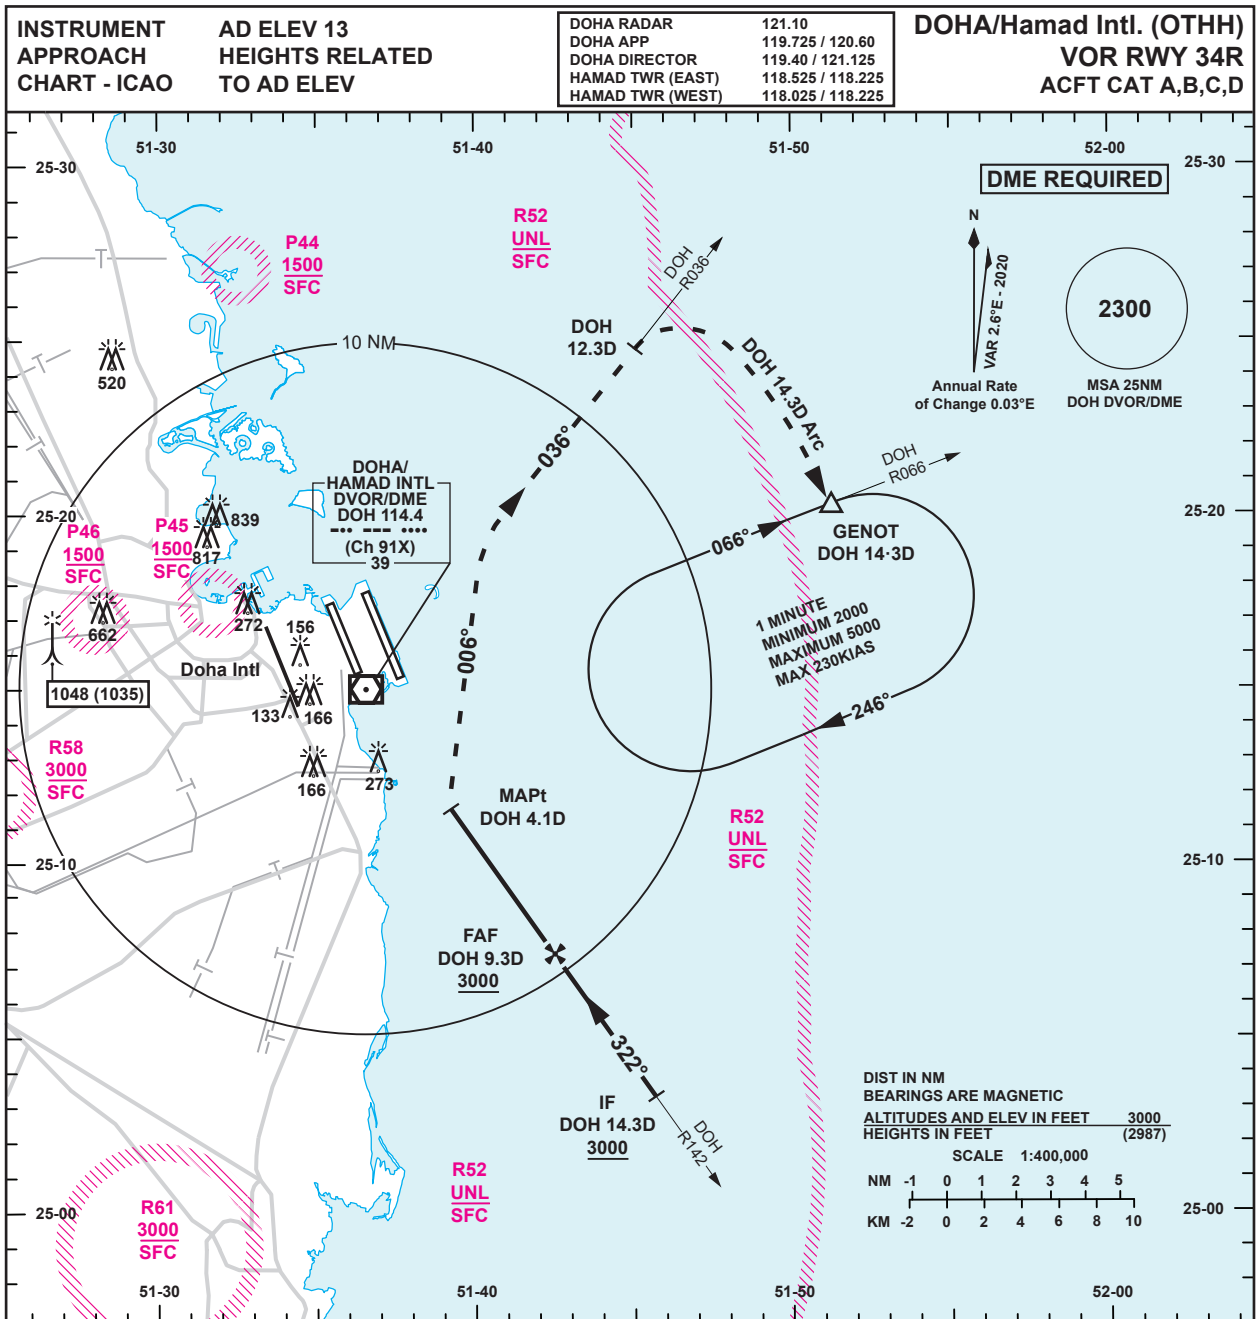 INSTRUMENT
APPROACH
CHART - ICAO
AD ELEV 13
HEIGHTS RELATED
TO AD ELEV
DOHA RADAR 121.10
DOHA APP 119.725 / 120.60
DOHA DIRECTOR 119.40 / 121.125
HAMAD TWR (EAST) 118.525 / 118.225
HAMAD TWR (WEST) 118.025 / 118.225
DOHA/Hamad Intl. (OTHH)
VOR RWY 34R
ACFT CAT A,B,C,D
51-30
51-40
51-50
52-00
25-30
25-30
DME REQUIRED
N
VAR 2.6°E - 2020
Annual Rate
of Change 0.03°E
2300
MSA 25NM
DOH DVOR/DME
P44
1500
SFC
R52
UNL
SFC
DOH
R036
DOH
12.3D
10 NM
520
DOH 14.3D Arc
036°
DOHA/
HAMAD INTL
DVOR/DME
DOH 114.4
(Ch 91X)
39
DOH
R066
25-20
25-20
839
817
P46
1500
SFC
P45
1500
SFC
066°
GENOT
DOH 14·3D
662
272
156
006°
1 MINUTE
MINIMUM 2000
MAXIMUM 5000
MAX 230KIAS
Doha Intl
1048 (1035)
133
166
246°
R58
3000
SFC
166
273
MAPt
DOH 4.1D
R52
UNL
SFC
25-10
25-10
FAF
DOH 9.3D
3000
322°
IF
DOH 14.3D
3000
DOH
R142
DIST IN NM
BEARINGS ARE MAGNETIC
ALTITUDES AND ELEV IN FEET 3000
HEIGHTS IN FEET (2987)
SCALE 1:400,000
NM -1 0 1 2 3 4 5
KM -2 0 2 4 6 8 10
R52
UNL
SFC
R61
3000
SFC
25-00
25-00
51-30
51-40
51-50
52-00